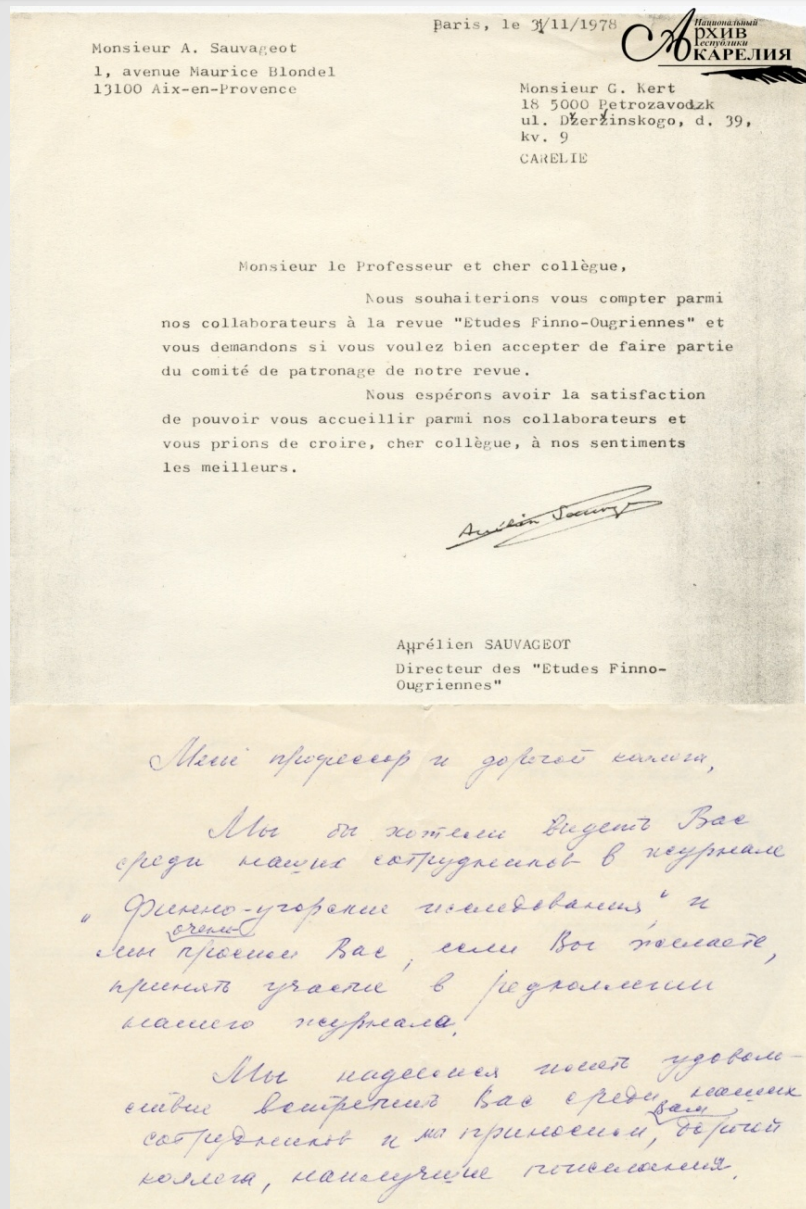 Paris, le 31/11/1978
Национальный
Архив
Республики
Карелия
Monsieur A. Sauvageot
1, avenue Maurice Blondel
13100 Aix-en-Provence
Monsieur G. Kert
18 5000 Petrozavodzk
ul. Džeržinskogo, d. 39,
kv. 9
CARELIE
Monsieur le Professeur et cher collègue,
Nous souhaiterions vous compter parmi
nos collaborateurs à la revue "Etudes Finno-Ougriennes" et
vous demandons si vous voulez bien accepter de faire partie
du comité de patronage de notre revue.
Nous espérons avoir la satisfaction
de pouvoir vous accueillir parmi nos collaborateurs et
vous prions de croire, cher collègue, à nos sentiments
les meilleurs.
Aurélien Sauvageot
Aurélien SAUVAGEOT
Directeur des "Etudes Finno-
Ougriennes"
профессор и дорогой коллега,
Мы бы хотели видеть Вас
среди наших сотрудников в журнале
"Финно-угорские исследования", и
очень
мы просим Вас, если Вы желаете,
принять участие в редколлегии
нашего журнала.
Мы надеемся иметь удоволь-
ствие встретить Вас среди наших
Вам
сотрудников и приносим, дорогой
коллега, наилучшие пожелания.